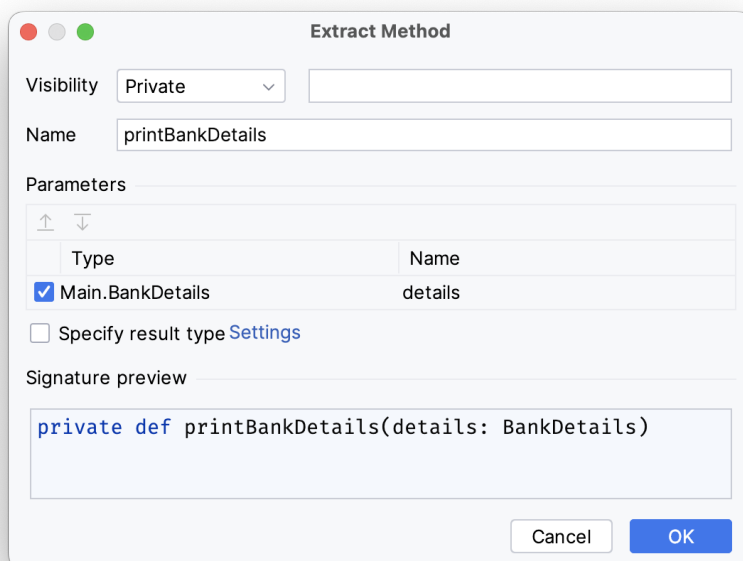 Extract Method
Visibility Private
Name printBankDetails
Parameters
Type Name
Main.BankDetails details
Specify result type Settings
Signature preview
private def printBankDetails(details: BankDetails)
Cancel OK